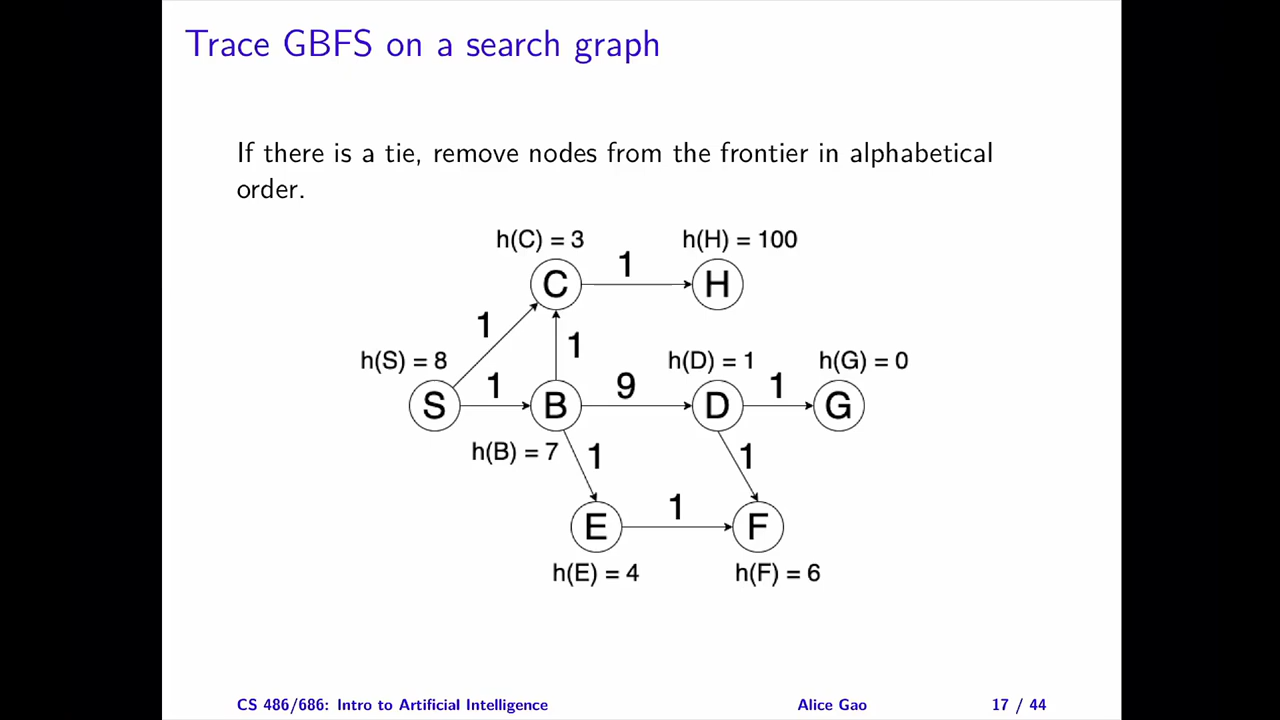 Trace GBFS on a search graph
If there is a tie, remove nodes from the frontier in alphabetical
order.
h(C) = 3
h(H) = 100
1
C
H
1
1
h(S) = 8
h(D) = 1
h(G) = 0
1
9
1
S
B
D
G
h(B) = 7
1
1
1
E
F
h(E) = 4
h(F) = 6
CS 486/686: Intro to Artificial Intelligence
Alice Gao
17 / 44